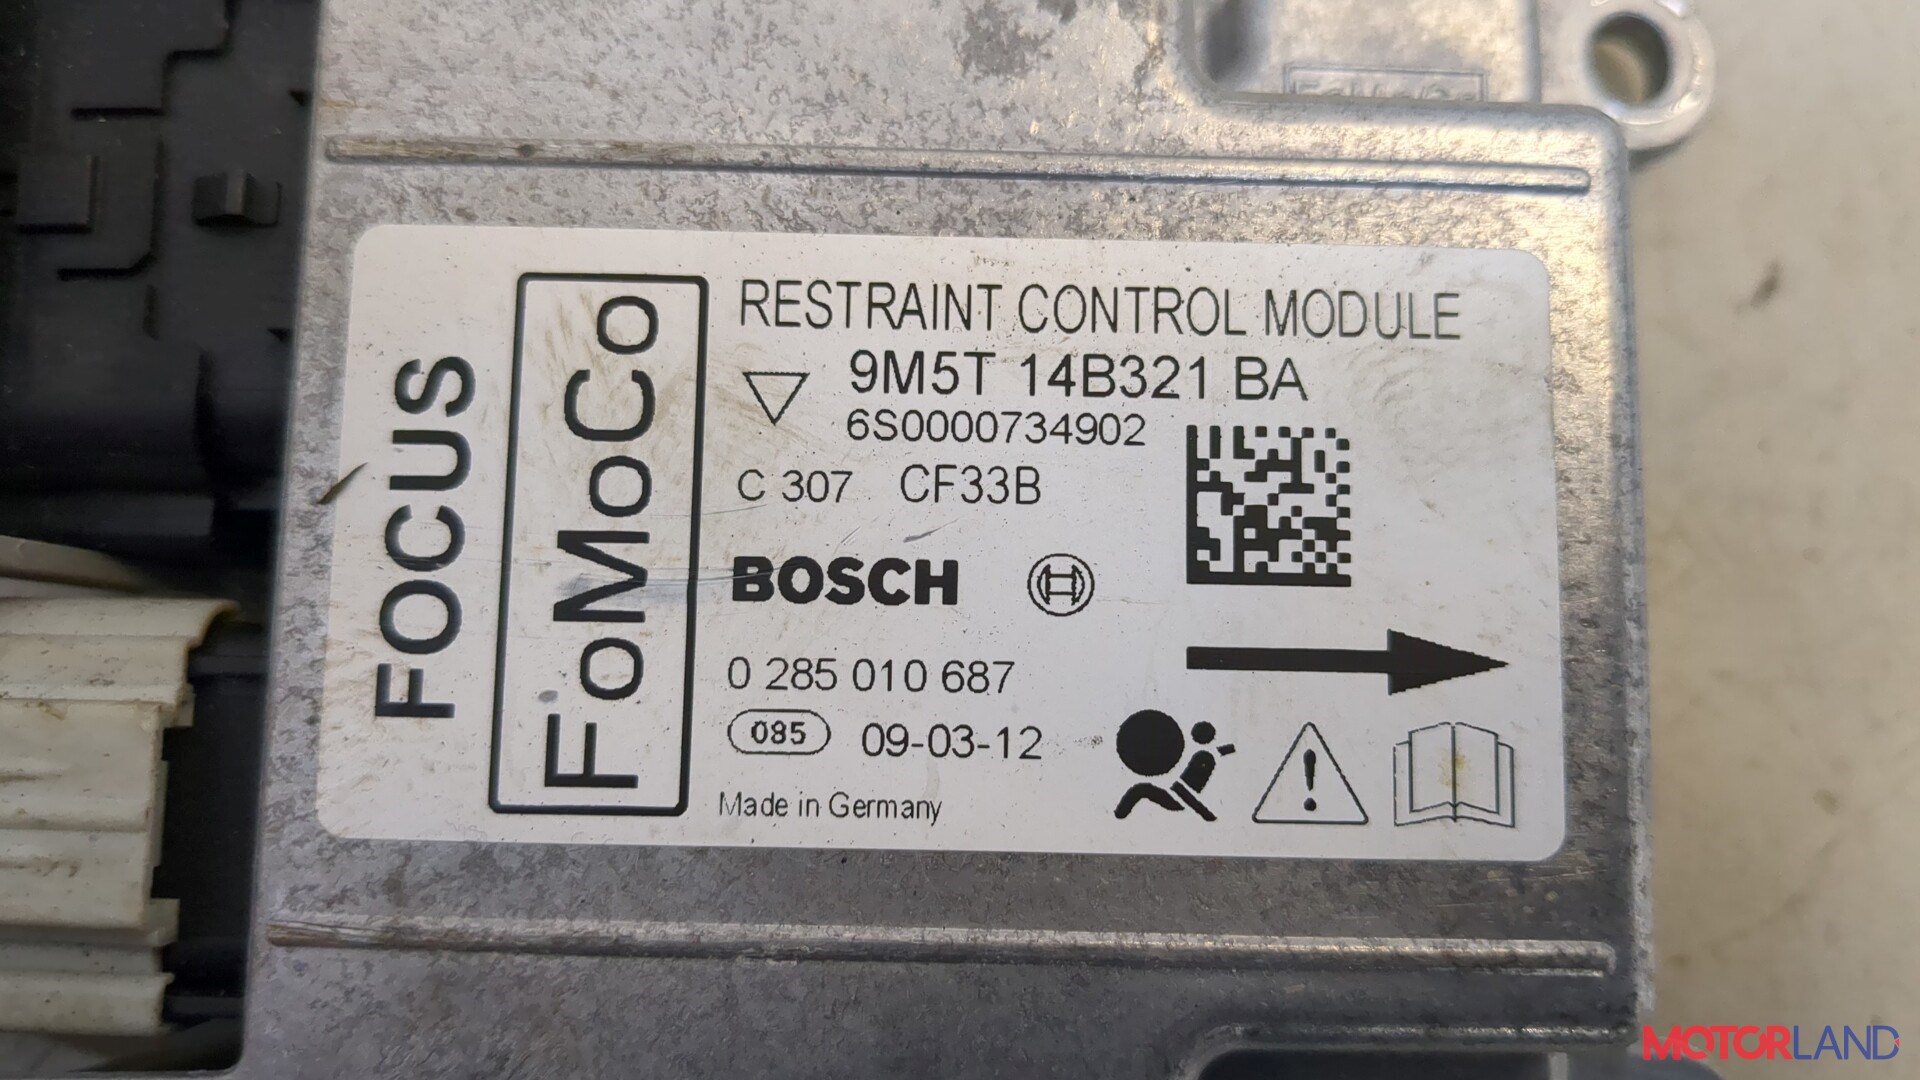 FOCUS
FoMoCo
RESTRAINT CONTROL MODULE
9M5T 14B321 BA
6S0000734902
C 307 CF33B
BOSCH
0 285 010 687
085 09-03-12
Made in Germany
MOTORLAND